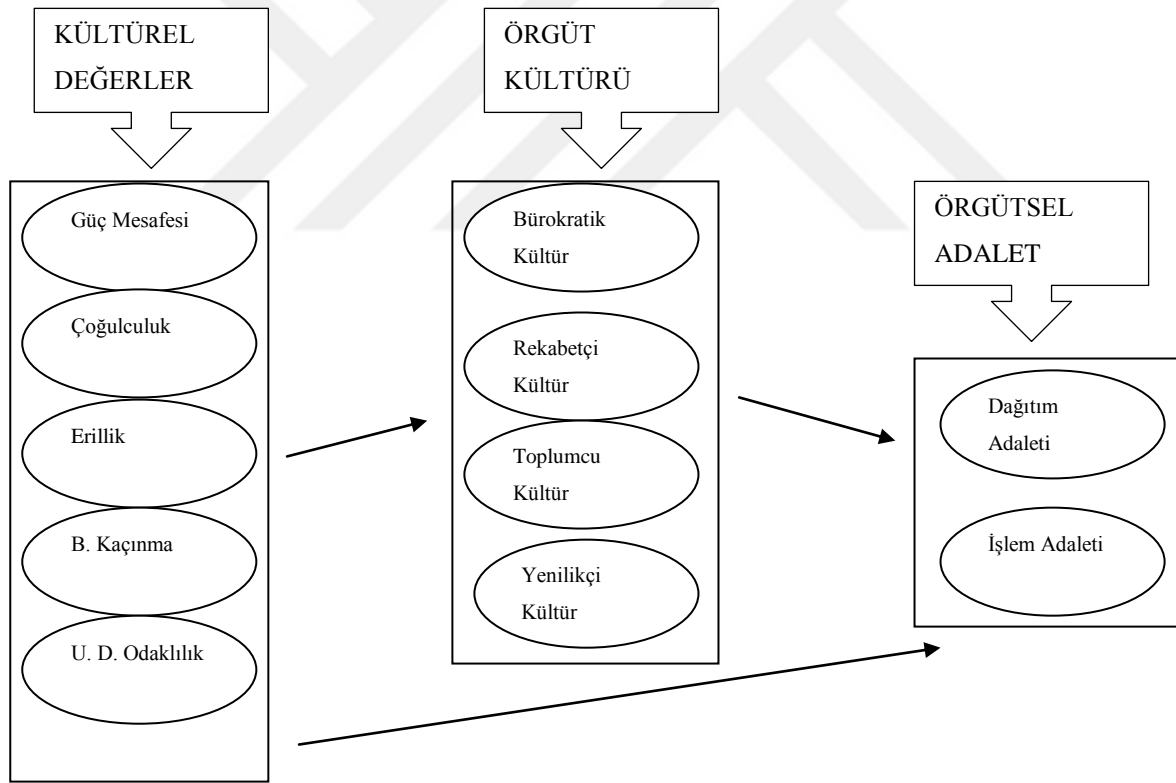 KÜLTÜREL
DEĞERLER
Güç Mesafesi
Çoğulculuk
Erillik
B. Kaçınma
U. D. Odaklılık
ÖRGÜT
KÜLTÜRÜ
Bürokratik
Kültür
Rekabetçi
Kültür
Toplumcu
Kültür
Yenilikçi
Kültür
ÖRGÜTSEL
ADALET
Dağıtım
Adaleti
İşlem Adaleti